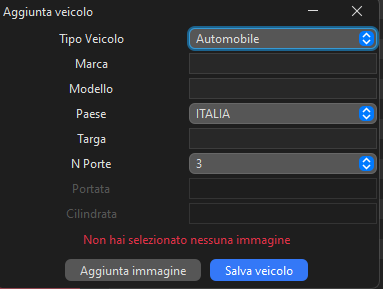 Aggiunta veicolo
Tipo Veicolo Automobile
Marca
Modello
Paese ITALIA
Targa
N Porte 3
Portata
Cilindrata
Non hai selezionato nessuna immagine
Aggiunta immagine Salva veicolo